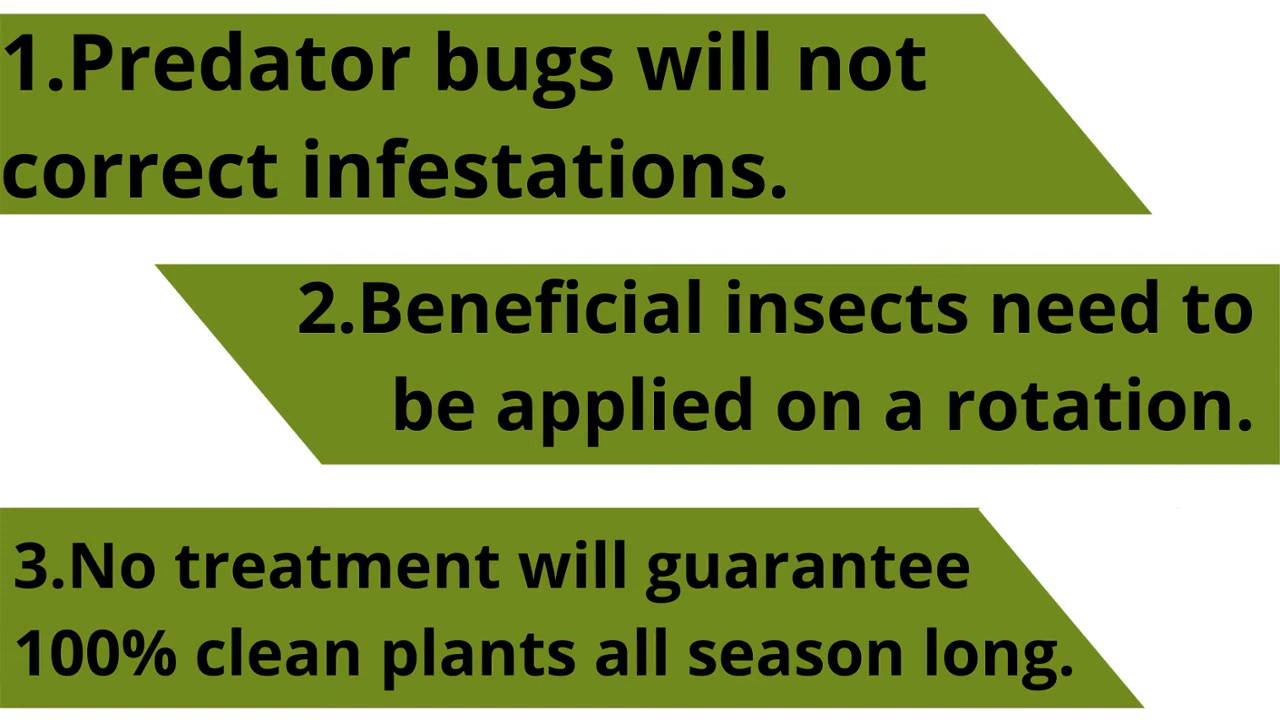 1.Predator bugs will not
correct infestations.
2.Beneficial insects need to
be applied on a rotation.
3.No treatment will guarantee
100% clean plants all season long.